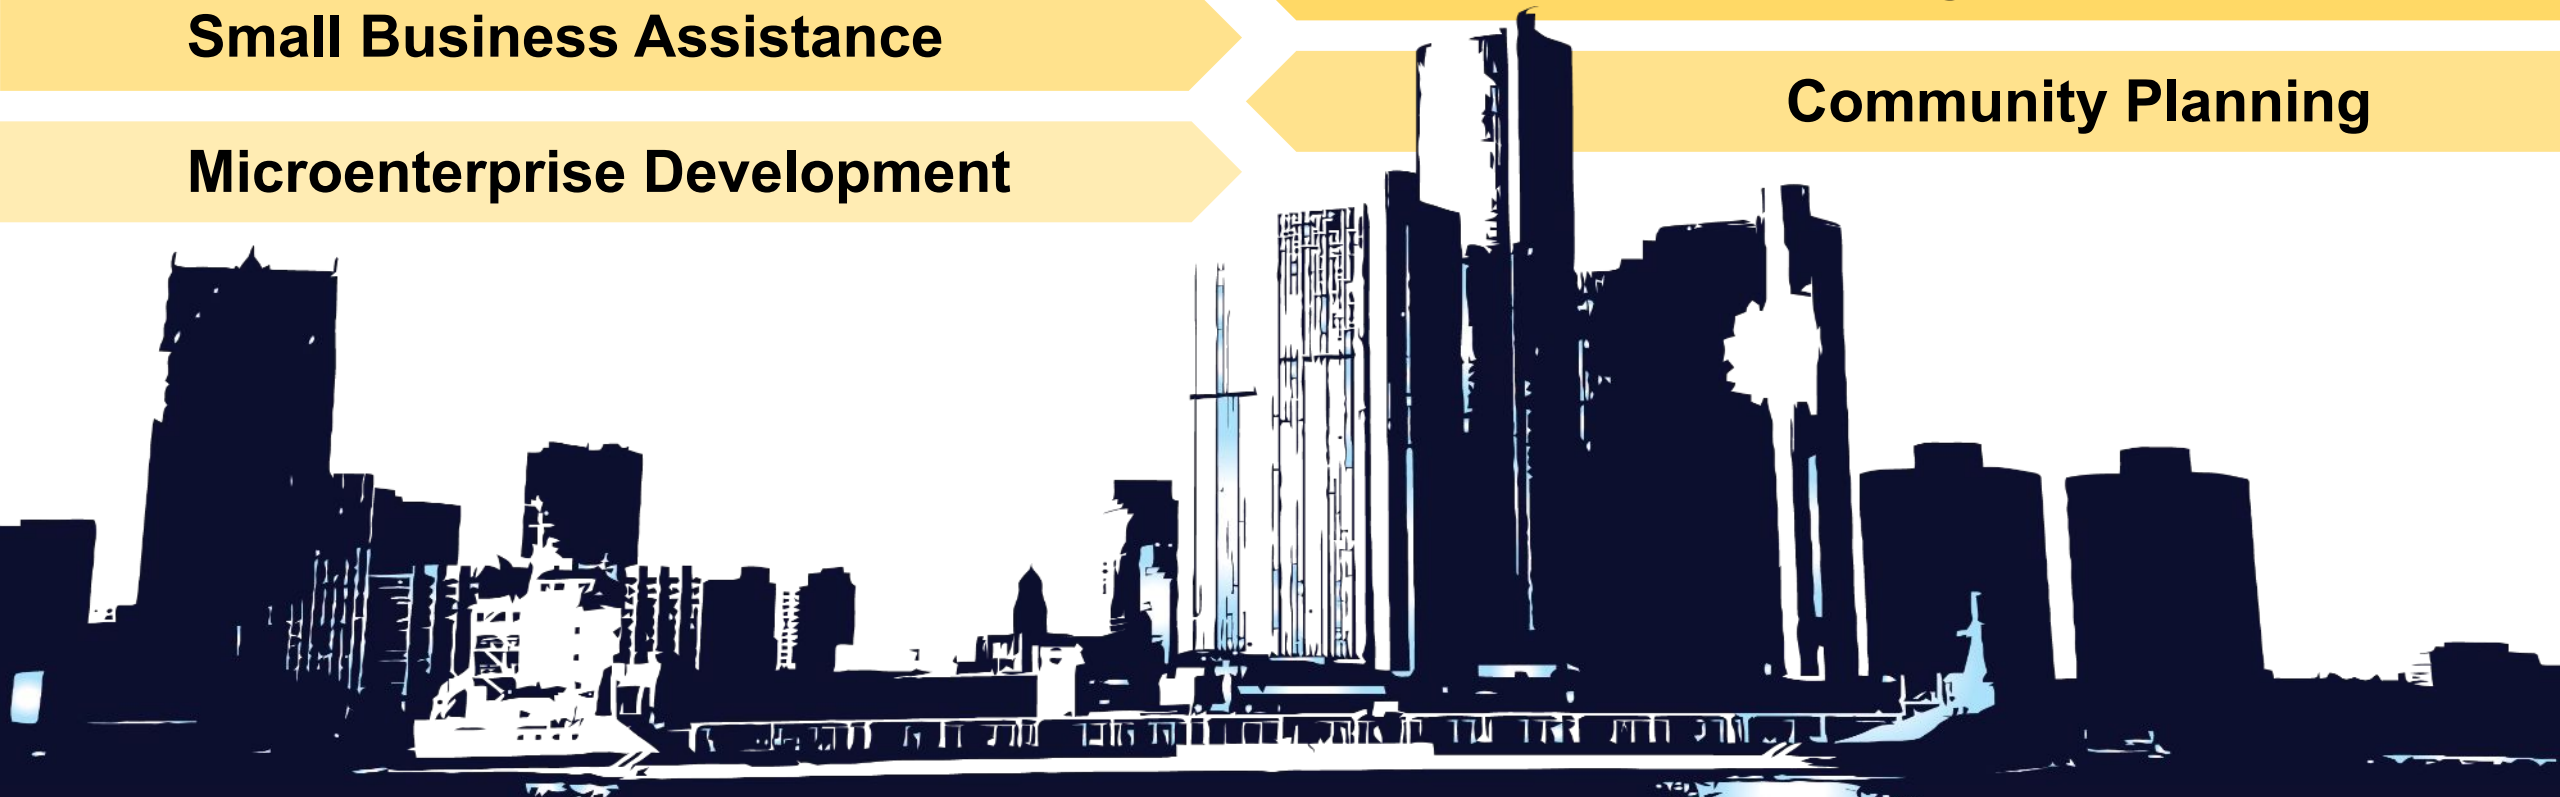 Small Business Assistance
Community Planning
Microenterprise Development